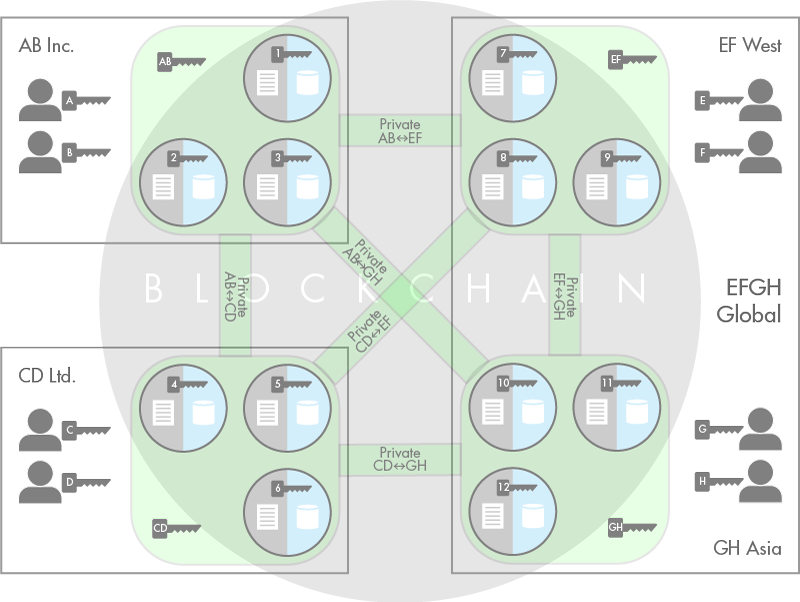 AB Inc.
AB
1
A
B
2
3
7
EF
EF West
E
F
8
9
Private
AB↔EF
Private
AB↔GH
Private
AB↔CD
Private
CD↔EF
Private
EF↔GH
BLOCKCHAIN
EFGH
Global
CD Ltd.
4
5
C
D
6
CD
Private
CD↔GH
10
11
G
H
12
GH
GH Asia